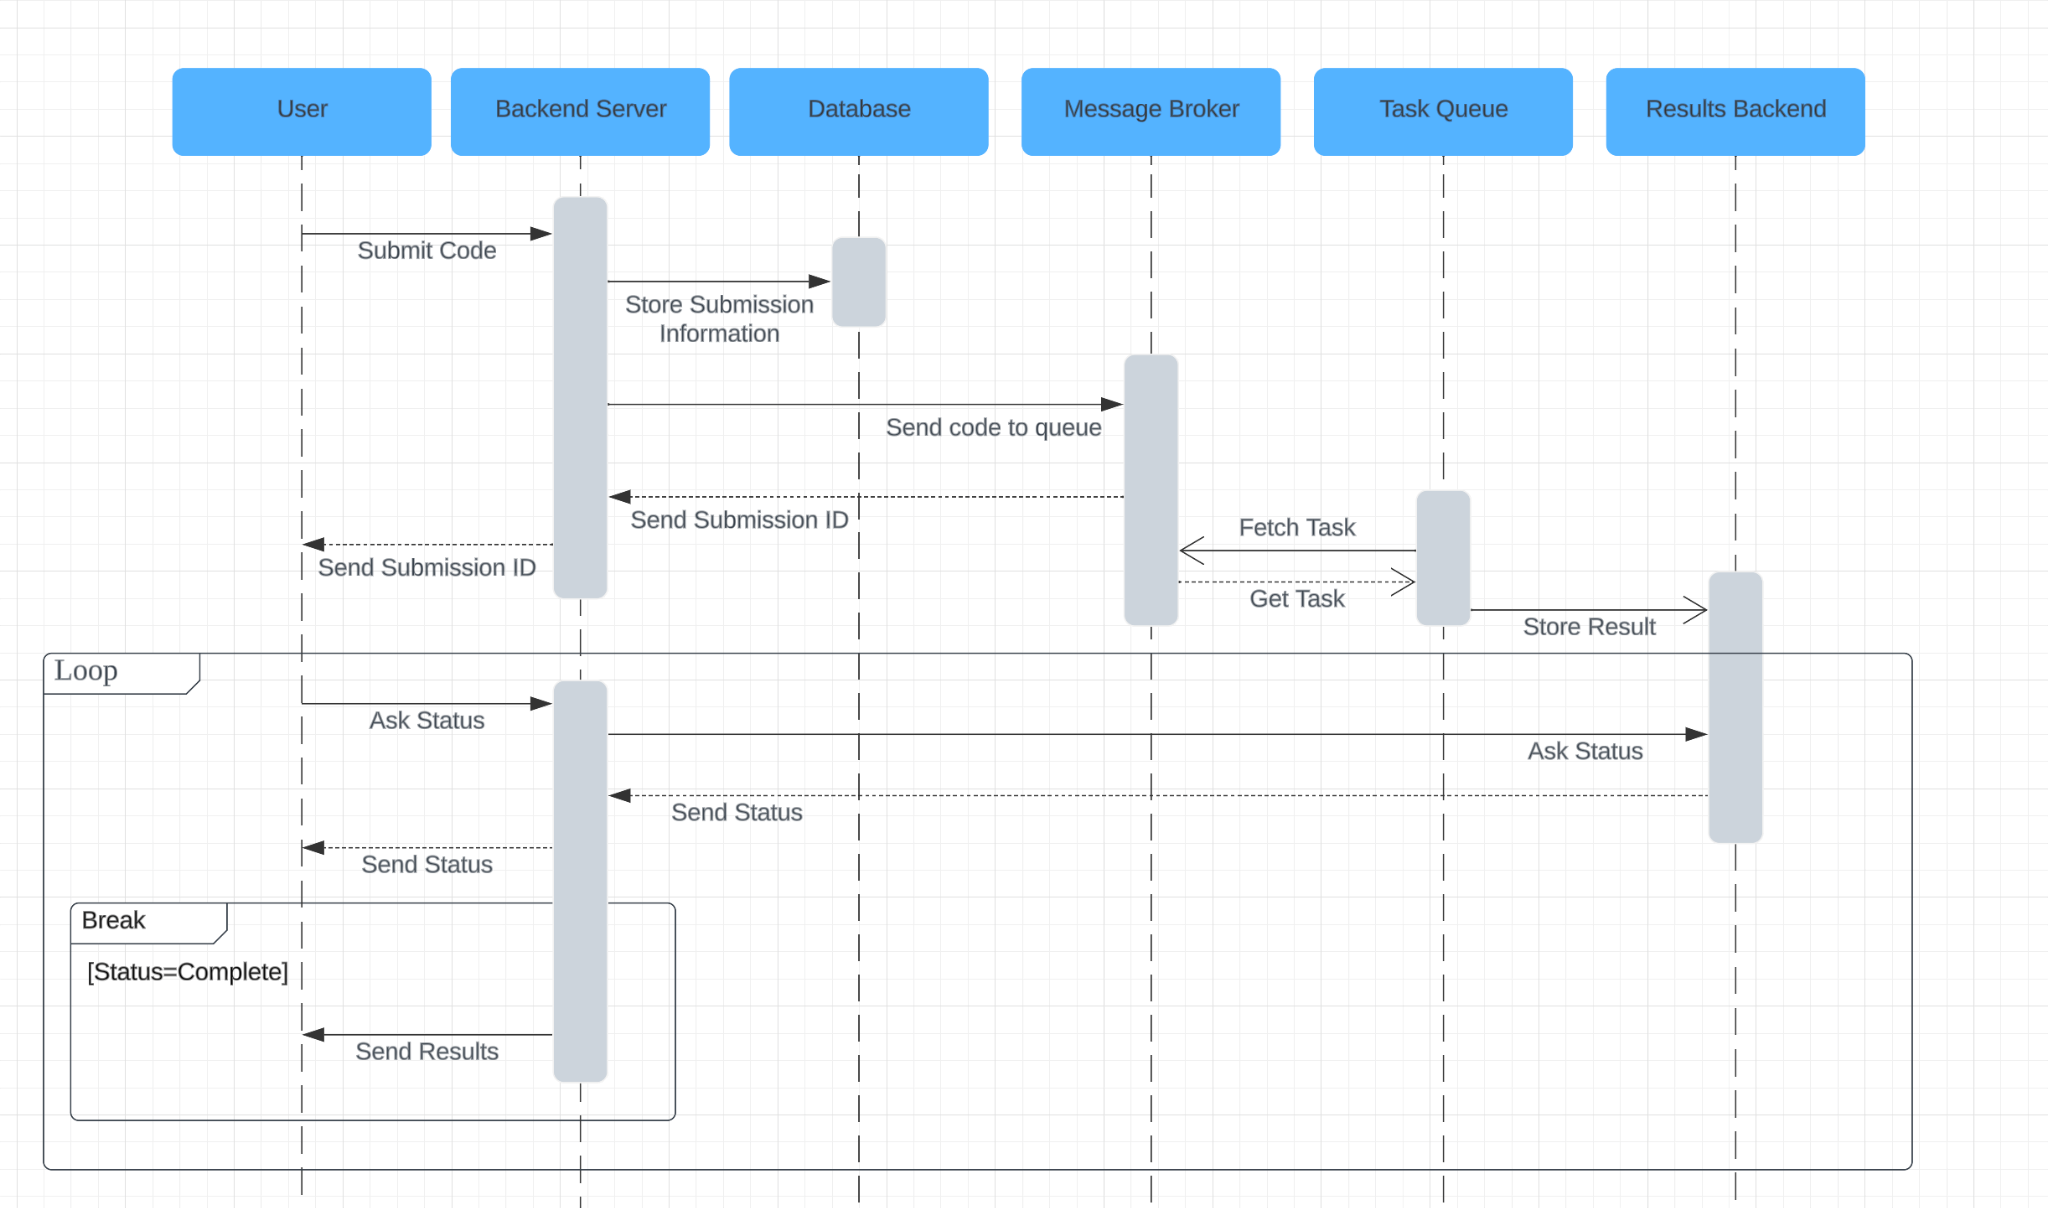 User
Backend Server
Database
Message Broker
Task Queue
Results Backend
Submit Code
Store Submission
Information
Send code to queue
Send Submission ID
Fetch Task
Send Submission ID
Get Task
Store Result
Loop
Ask Status
Ask Status
Send Status
Send Status
Break
[Status=Complete]
Send Results